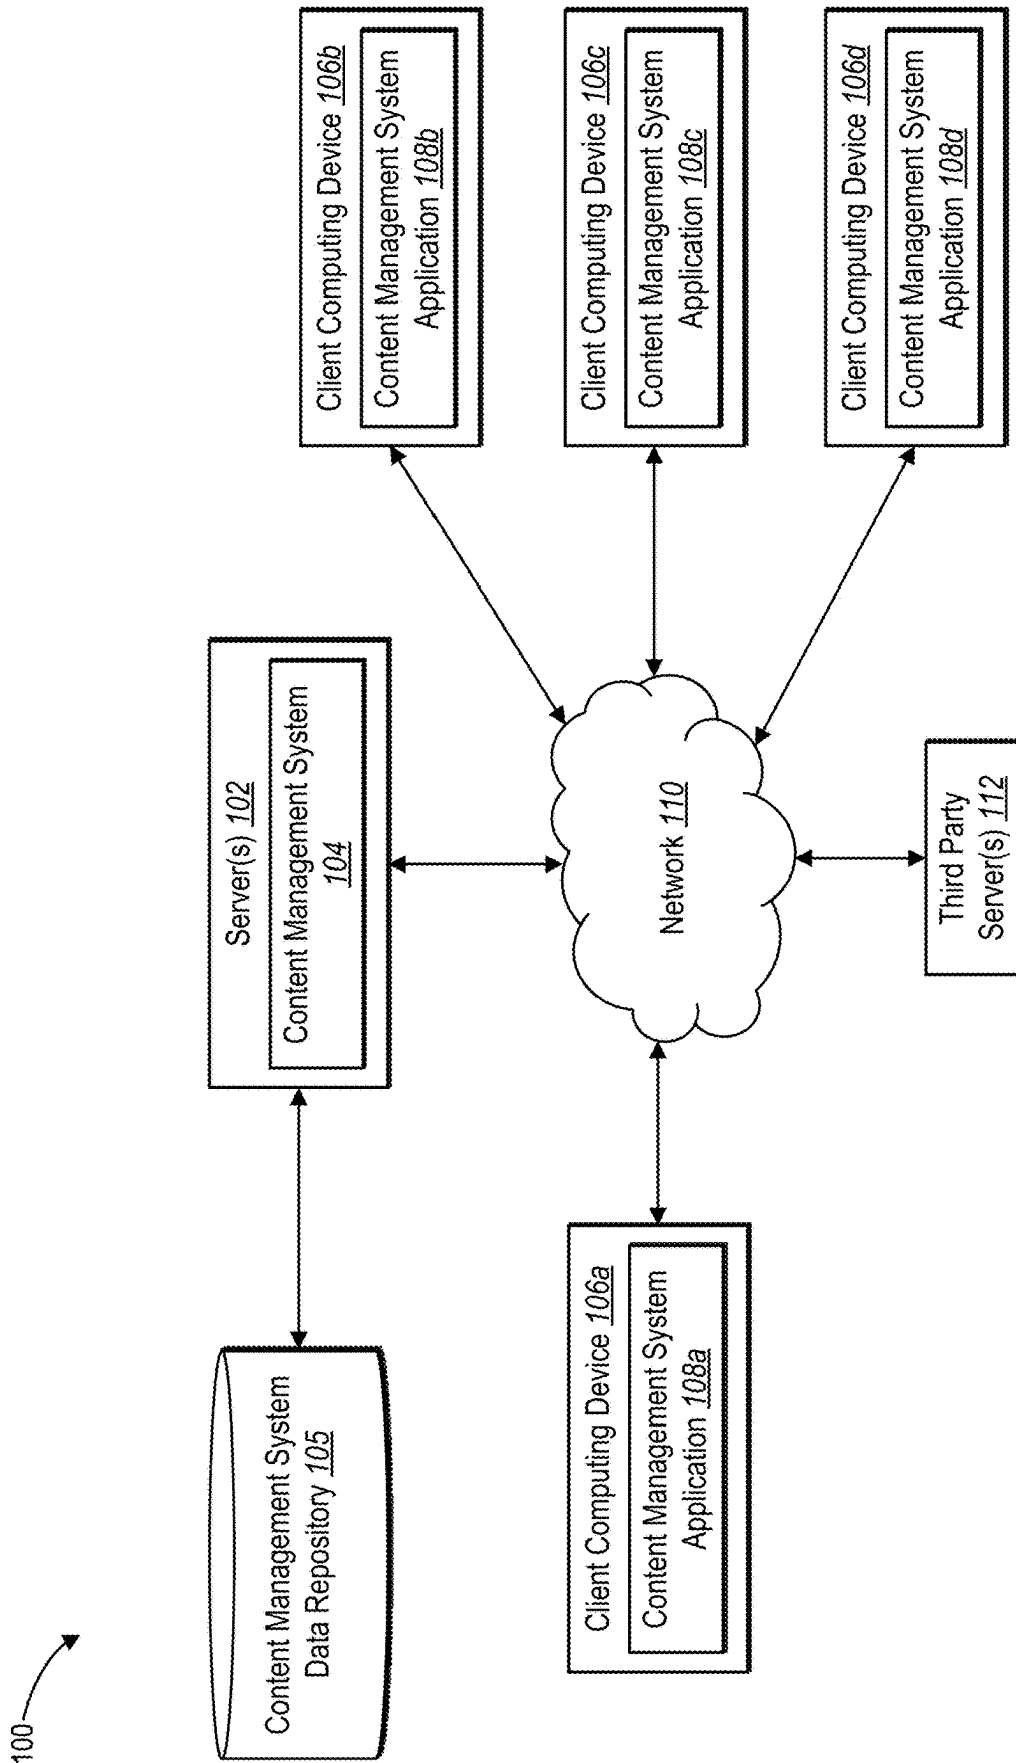 100
Content Management System
Data Repository 105
Server(s) 102
Content Management System
104
Client Computing Device 106a
Content Management System
Application 108a
Network 110
Third Party
Server(s) 112
Client Computing Device 106b
Content Management System
Application 108b
Client Computing Device 106c
Content Management System
Application 108c
Client Computing Device 106d
Content Management System
Application 108d